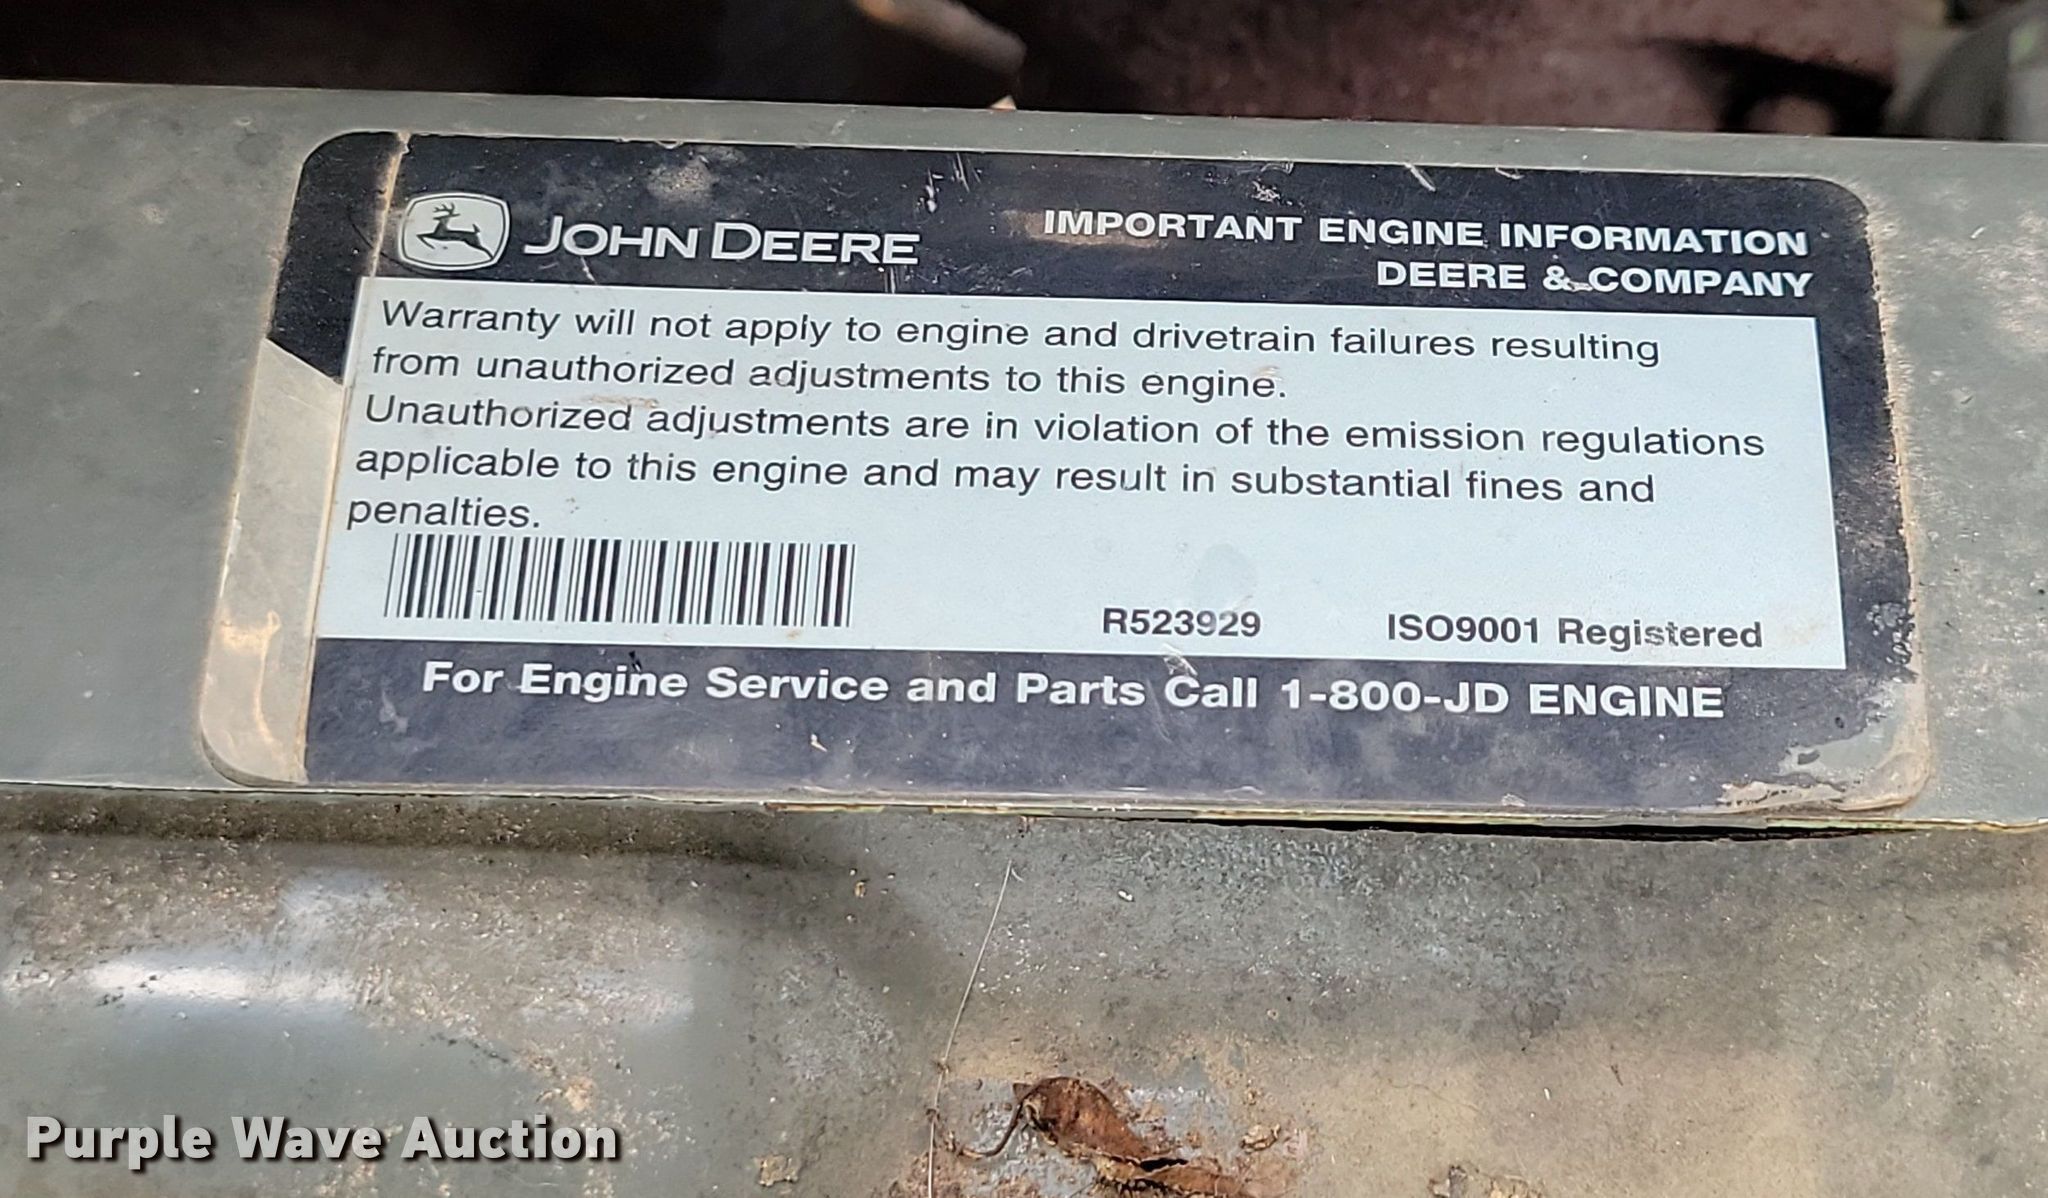 JOHN DEERE
IMPORTANT ENGINE INFORMATION
DEERE & COMPANY
Warranty will not apply to engine and drivetrain failures resulting
from unauthorized adjustments to this engine.
Unauthorized adjustments are in violation of the emission regulations
applicable to this engine and may result in substantial fines and
penalties.
R523929 ISO9001 Registered
For Engine Service and Parts Call 1-800-JD ENGINE
Purple Wave Auction